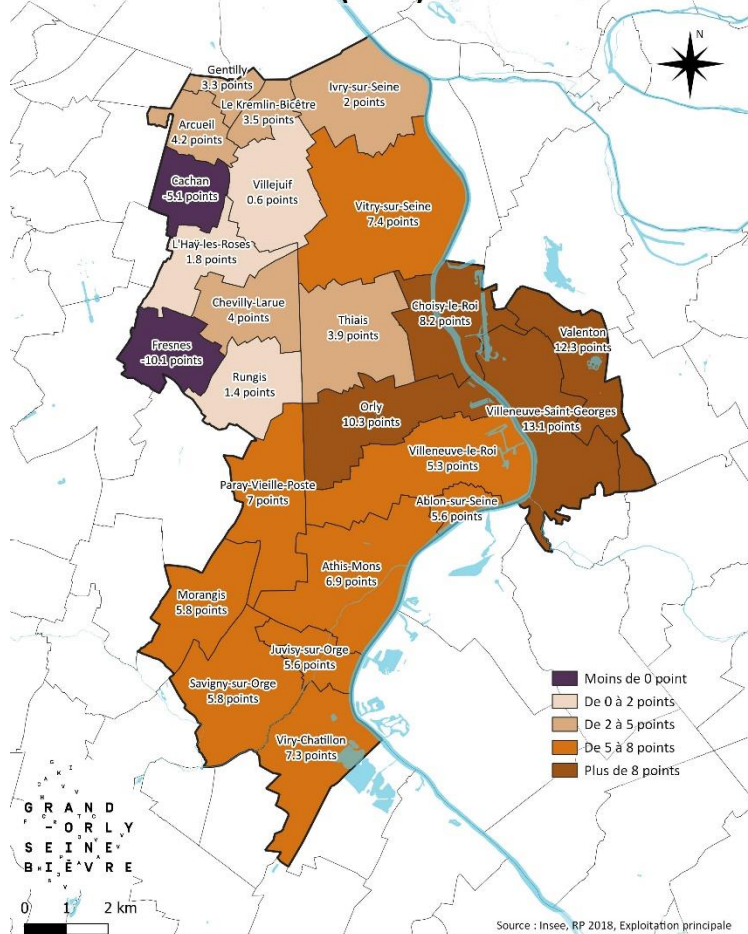 N
Gentilly
3.3 points
Ivry-sur-Seine
2 points
Le Kremlin-Bicêtre
3.5 points
Arcueil
4.2 points
Cachan
-5.1 points
Villejuif
0.6 points
Vitry-sur-Seine
7.4 points
L'Haÿ-les-Roses
1.8 points
Chevilly-Larue
4 points
Thiais
3.9 points
Choisy-le-Roi
8.2 points
Valenton
12.3 points
Fresnes
-10.1 points
Rungis
1.4 points
Orly
10.3 points
Villeneuve-Saint-Georges
13.1 points
Villeneuve-le-Roi
5.3 points
Paray-Vieille-Poste
7 points
Ablon-sur-Seine
5.6 points
Athis-Mons
6.9 points
Morangis
5.8 points
Juvisy-sur-Orge
5.6 points
Savigny-sur-Orge
5.8 points
Viry-Chatillon
7.3 points
Moins de 0 point
De 0 à 2 points
De 2 à 5 points
De 5 à 8 points
Plus de 8 points
GRAND
-ORLY
SEINE
BIÈVRE
0 1 2 km
Source : Insee, RP 2018, Exploitation principale